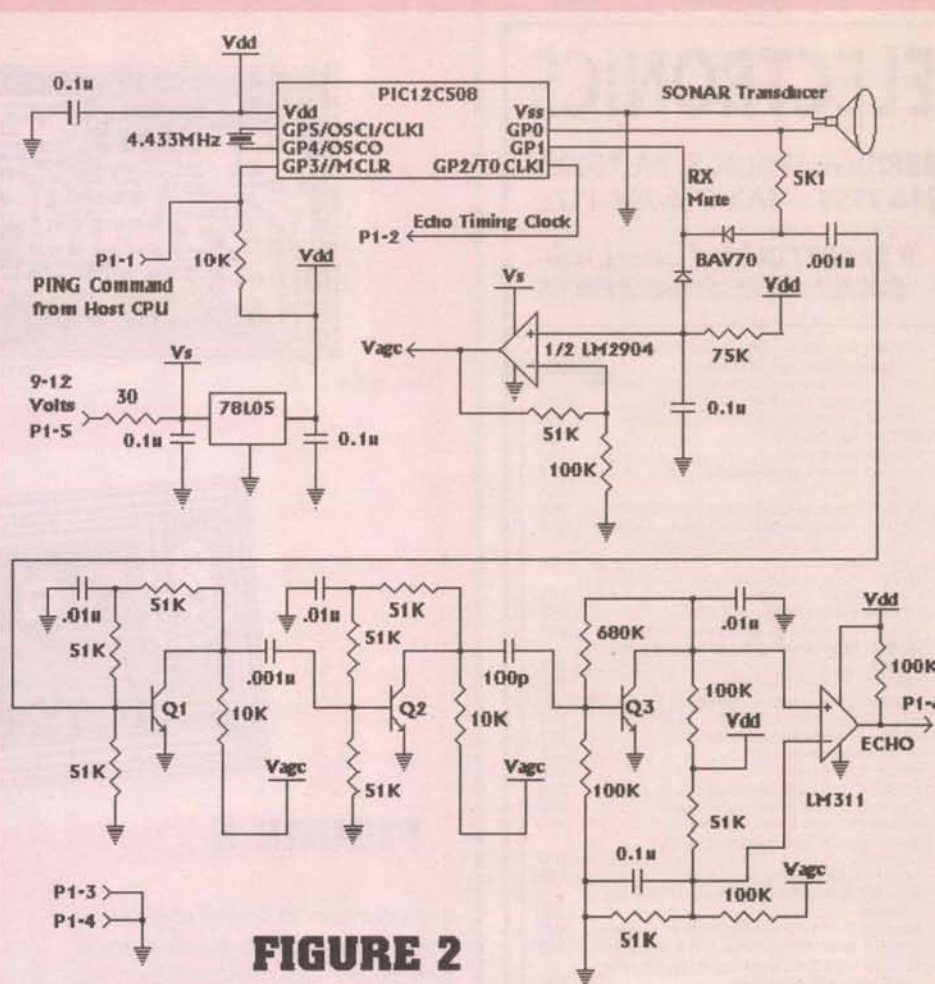 Vdd
0.1u
PIC12C508
SONAR Transducer
Vdd
Vss
GP5/OSCI/CLKI
GP0
4.433MHz
GP4/OSCO
GP1
GP3//MCLR
GP2/T0 CLKI
RX
Mute
5K1
Echo Timing Clock
P1-2
P1-1
10K
Vdd
BAV70
.001u
PING Command
from Host CPU
Vs
Vdd
Vagc
1/2 LM2904
75K
Vs
9-12
Volts
P1-5
30
78L05
0.1u
0.1u
51K
0.1u
100K
51K
51K
.01u
.01u
.01u
Vdd
51K
51K
680K
100K
.001u
100p
100K
Q1
10K
Q2
10K
Q3
Vdd
ECHO
51K
51K
Vagc
Vagc
100K
LM311
51K
0.1u
Vagc
100K
51K
P1-3
P1-4
FIGURE 2